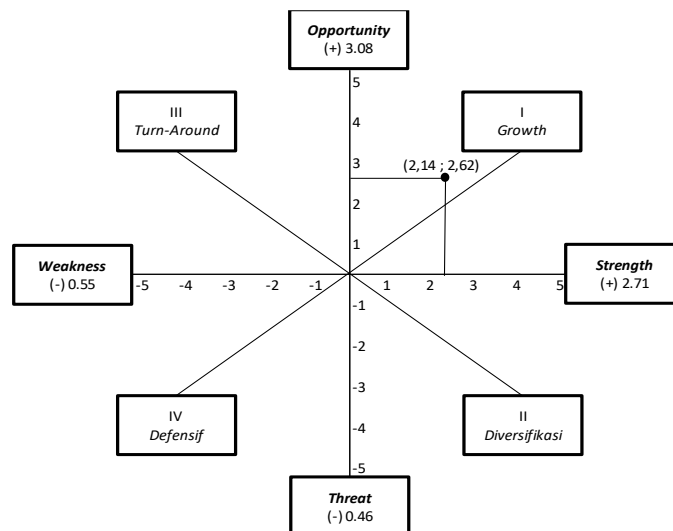 Opportunity
(+) 3.08
5
III
Turn-Around
4
I
Growth
3
(2,14 ; 2,62)
2
1
Weakness
(-) 0.55
-5 -4 -3 -2 -1 1 2 3 4 5
Strength
(+) 2.71
-1
-2
-3
IV
Defensif
-4
II
Diversifikasi
-5
Threat
(-) 0.46